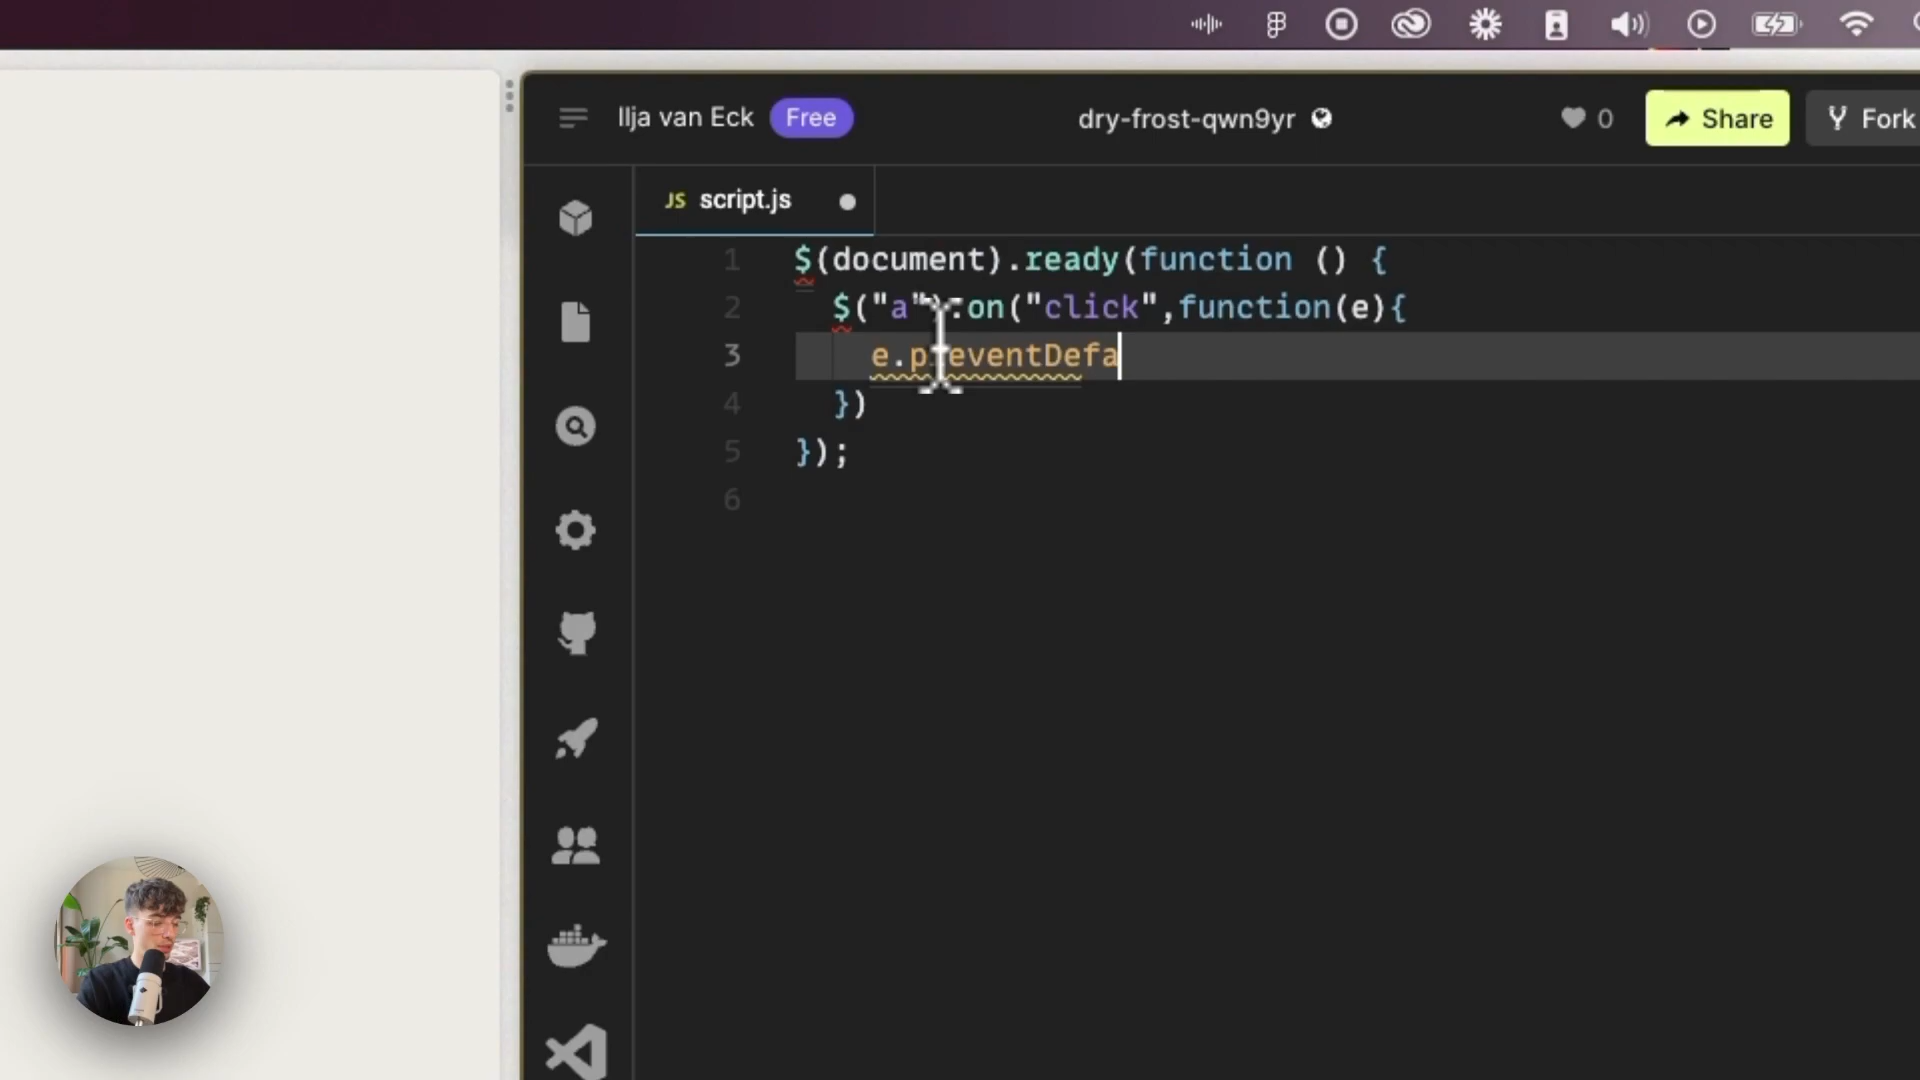 Ilja van Eck Free
dry-frost-qwn9yr
0
Share
Fork
JS script.js
1 $(document).ready(function () {
2 $("a").on("click",function(e){
3 e.preventDefa
4 })
5 });
6